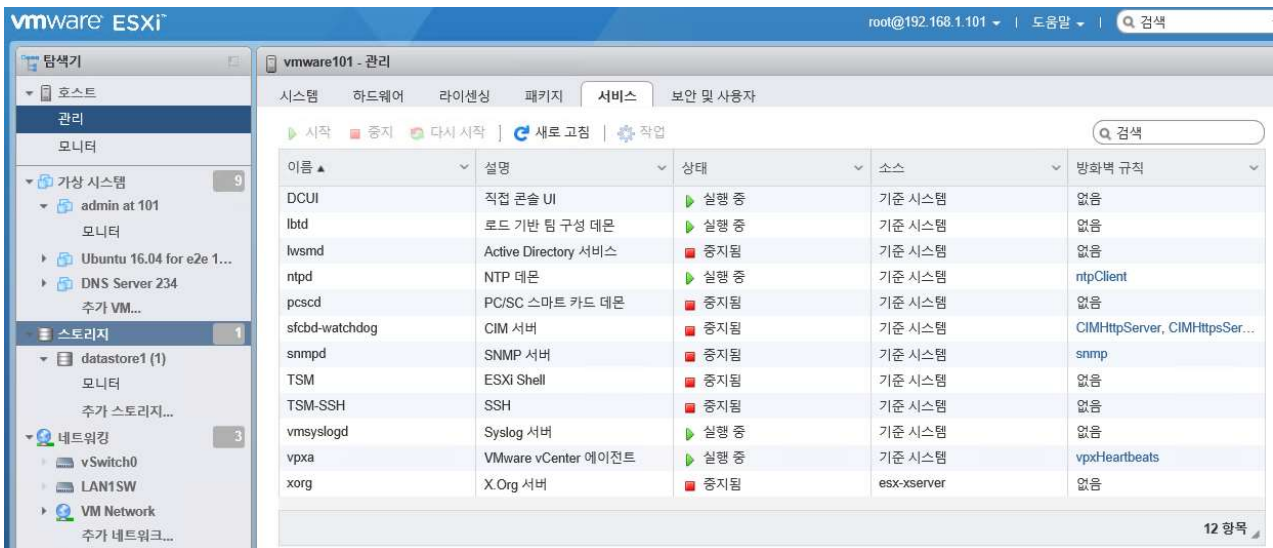 vmware ESXi™
root@192.168.1.101 | 도움말 | 검색
탐색기
호스트
관리
모니터
가상 시스템 9
admin at 101
모니터
Ubuntu 16.04 for e2e 1...
DNS Server 234
추가 VM...
스토리지 1
datastore1 (1)
모니터
추가 스토리지...
네트워킹 3
vSwitch0
LAN1SW
VM Network
추가 네트워크...
vmware101 - 관리
시스템 하드웨어 라이센싱 패키지 서비스 보안 및 사용자
시작 중지 다시 시작 | 새로 고침 | 작업 검색
이름 설명 상태 소스 방화벽 규칙
DCUI 직접 콘솔 UI 실행 중 기준 시스템 없음
lbtd 로드 기반 팀 구성 데몬 실행 중 기준 시스템 없음
lwsmd Active Directory 서비스 중지됨 기준 시스템 없음
ntpd NTP 데몬 실행 중 기준 시스템 ntpClient
pcscd PC/SC 스마트 카드 데몬 중지됨 기준 시스템 없음
sfcbd-watchdog CIM 서버 중지됨 기준 시스템 CIMHttpServer, CIMHttpsSer...
snmpd SNMP 서버 중지됨 기준 시스템 snmp
TSM ESXi Shell 중지됨 기준 시스템 없음
TSM-SSH SSH 중지됨 기준 시스템 없음
vmsyslogd Syslog 서버 실행 중 기준 시스템 없음
vpxa VMware vCenter 에이전트 실행 중 기준 시스템 vpxHeartbeats
xorg X.Org 서버 중지됨 esx-xserver 없음
12 항목